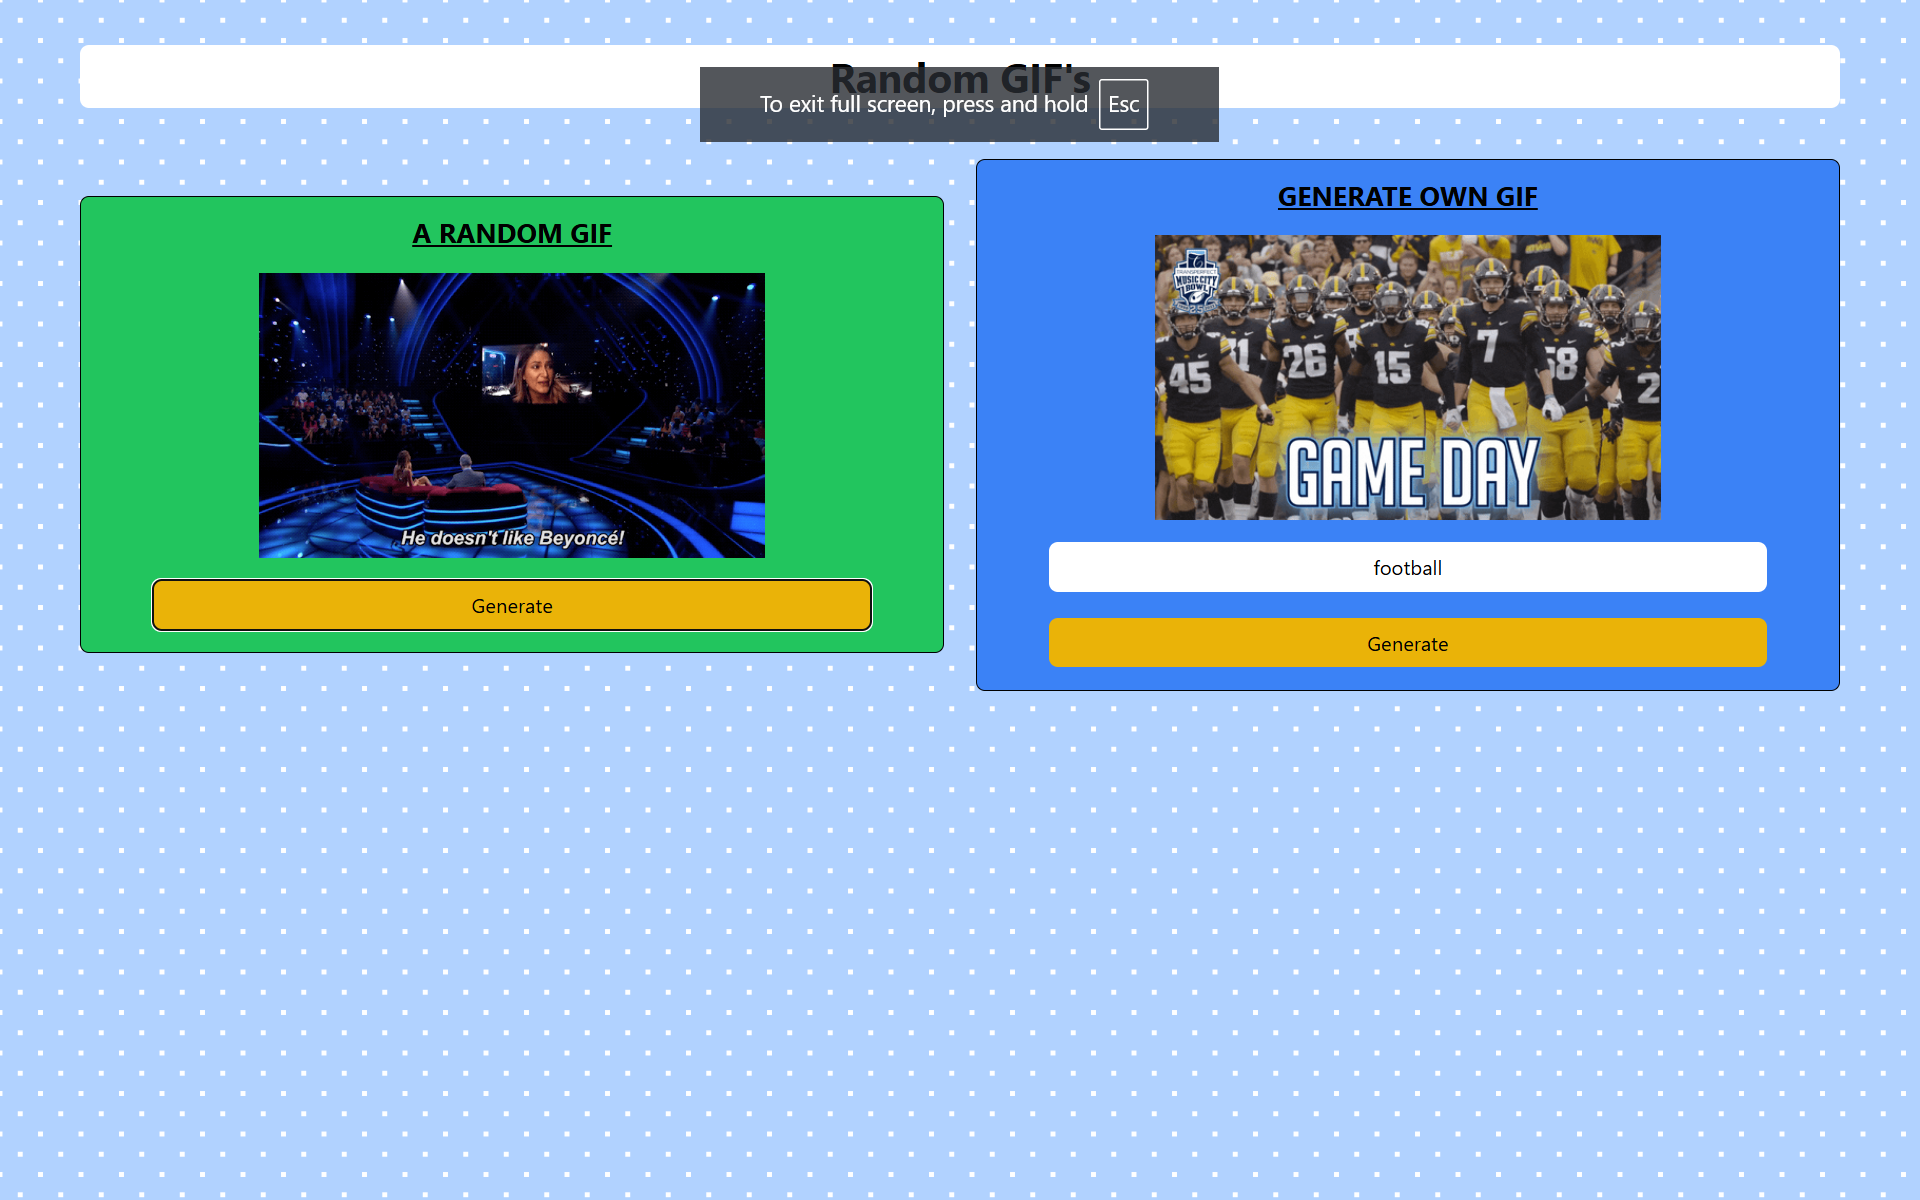 Random GIF's
To exit full screen, press and hold Esc
A RANDOM GIF
He doesn't like Beyoncé!
Generate
GENERATE OWN GIF
TRANSPERFECT
MUSIC CITY
BOWL
45
26
15
7
58
2
GAME DAY
football
Generate